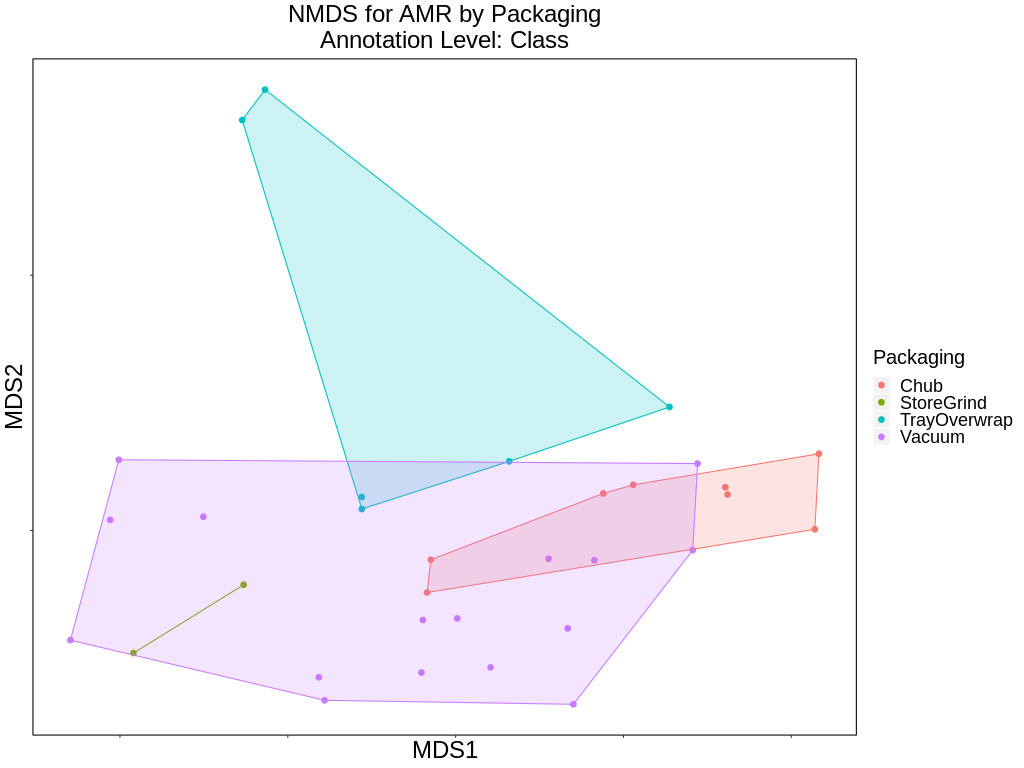 NMDS for AMR by Packaging
Annotation Level: Class
MDS2
MDS1
Packaging
Chub
StoreGrind
TrayOverwrap
Vacuum